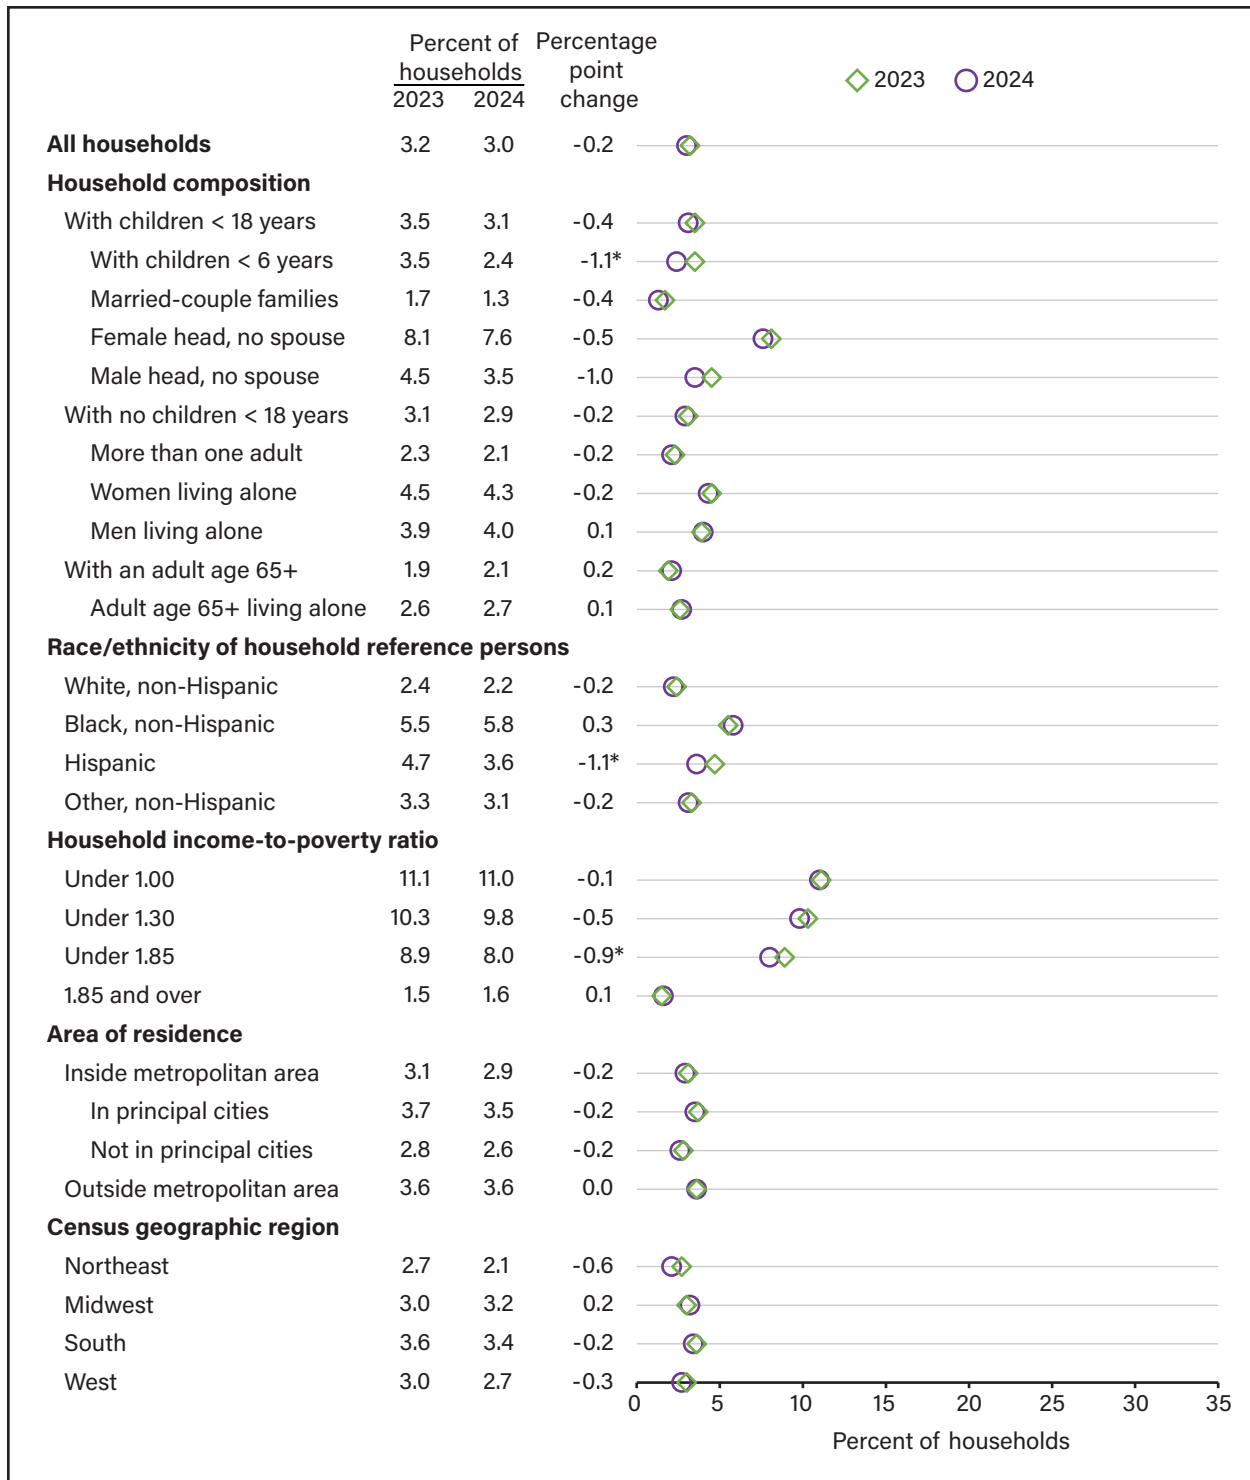 Percent of households Percentage point change
2023 2024
2023 2024
All households 3.2 3.0 -0.2
Household composition
With children < 18 years 3.5 3.1 -0.4
With children < 6 years 3.5 2.4 -1.1*
Married-couple families 1.7 1.3 -0.4
Female head, no spouse 8.1 7.6 -0.5
Male head, no spouse 4.5 3.5 -1.0
With no children < 18 years 3.1 2.9 -0.2
More than one adult 2.3 2.1 -0.2
Women living alone 4.5 4.3 -0.2
Men living alone 3.9 4.0 0.1
With an adult age 65+ 1.9 2.1 0.2
Adult age 65+ living alone 2.6 2.7 0.1
Race/ethnicity of household reference persons
White, non-Hispanic 2.4 2.2 -0.2
Black, non-Hispanic 5.5 5.8 0.3
Hispanic 4.7 3.6 -1.1*
Other, non-Hispanic 3.3 3.1 -0.2
Household income-to-poverty ratio
Under 1.00 11.1 11.0 -0.1
Under 1.30 10.3 9.8 -0.5
Under 1.85 8.9 8.0 -0.9*
1.85 and over 1.5 1.6 0.1
Area of residence
Inside metropolitan area 3.1 2.9 -0.2
In principal cities 3.7 3.5 -0.2
Not in principal cities 2.8 2.6 -0.2
Outside metropolitan area 3.6 3.6 0.0
Census geographic region
Northeast 2.7 2.1 -0.6
Midwest 3.0 3.2 0.2
South 3.6 3.4 -0.2
West 3.0 2.7 -0.3
0 5 10 15 20 25 30 35
Percent of households